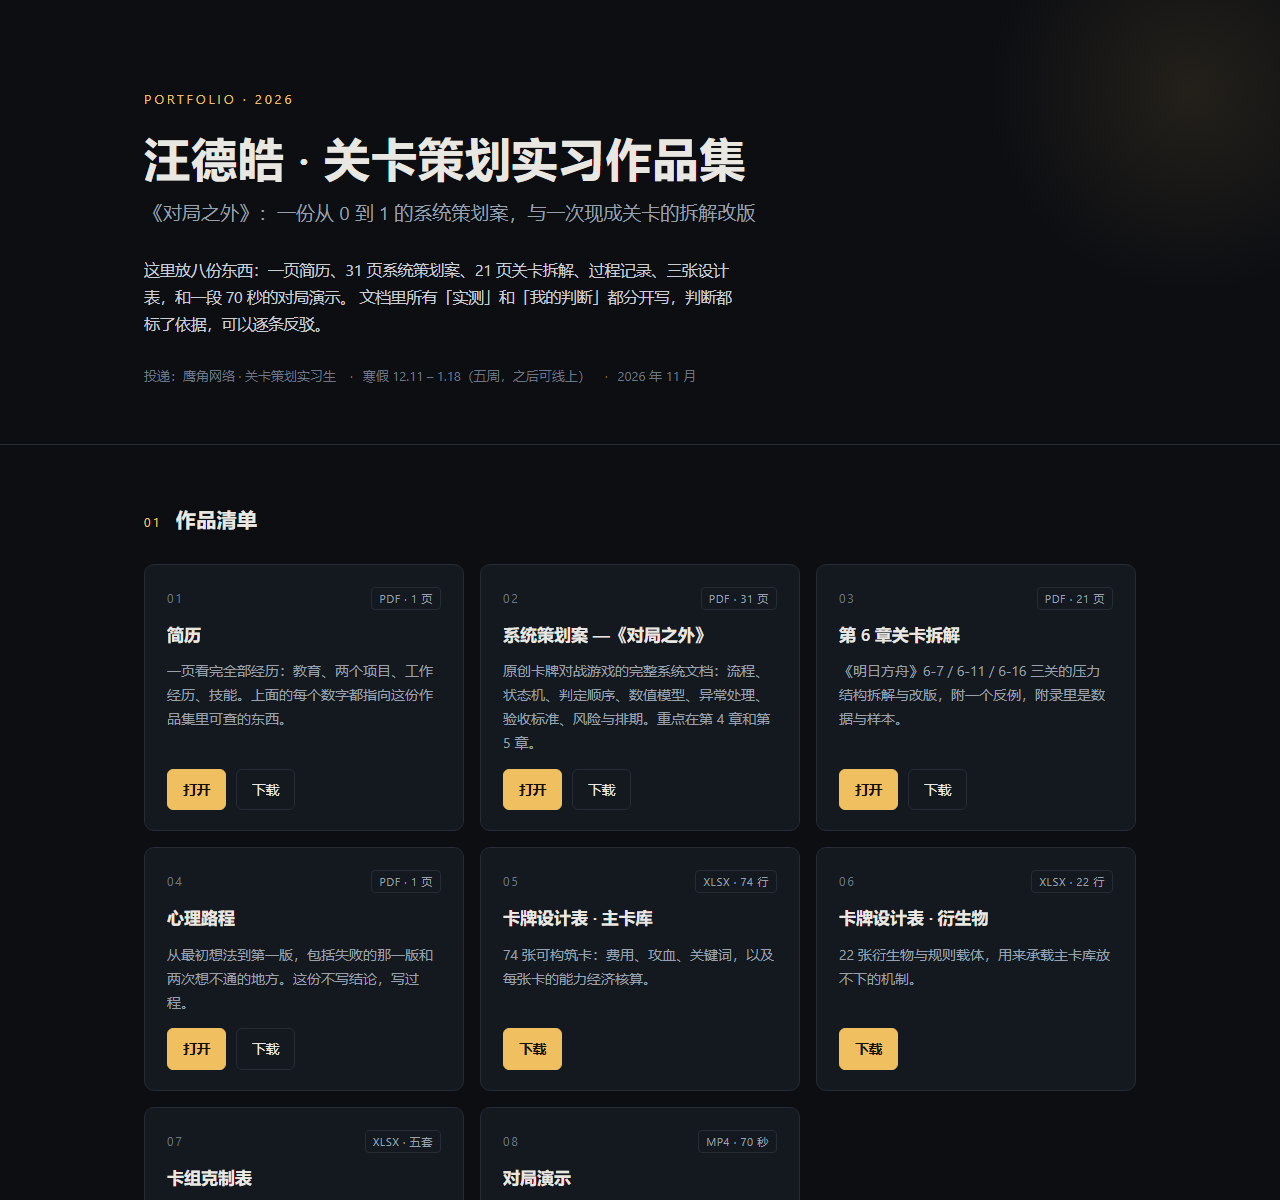 PORTFOLIO · 2026
汪德皓 · 关卡策划实习作品集
《对局之外》：一份从 0 到 1 的系统策划案，与一次现成关卡的拆解改版
这里放八份东西：一页简历、31 页系统策划案、21 页关卡拆解、过程记录、三张设计
表，和一段 70 秒的对局演示。 文档里所有「实测」和「我的判断」都分开写，判断都
标了依据，可以逐条反驳。
投递：鹰角网络 · 关卡策划实习生 · 寒假 12.11 – 1.18（五周，之后可线上） · 2026 年 11 月
01 作品清单
01 PDF · 1 页
简历
一页看完全部经历：教育、两个项目、工作
经历、技能。上面的每个数字都指向这份作
品集里可查的东西。
打开 下载
02 PDF · 31 页
系统策划案 —《对局之外》
原创卡牌对战游戏的完整系统文档：流程、
状态机、判定顺序、数值模型、异常处理、
验收标准、风险与排期。重点在第 4 章和第
5 章。
打开 下载
03 PDF · 21 页
第 6 章关卡拆解
《明日方舟》6-7 / 6-11 / 6-16 三关的压力
结构拆解与改版，附一个反例，附录里是数
据与样本。
打开 下载
04 PDF · 1 页
心理路程
从最初想法到第一版，包括失败的那一版和
两次想不通的地方。这份不写结论，写过
程。
打开 下载
05 XLSX · 74 行
卡牌设计表 · 主卡库
74 张可构筑卡：费用、攻血、关键词，以及
每张卡的能力经济核算。
下载
06 XLSX · 22 行
卡牌设计表 · 衍生物
22 张衍生物与规则载体，用来承载主卡库放
不下的机制。
下载
07 XLSX · 五套
卡组克制表
08 MP4 · 70 秒
对局演示